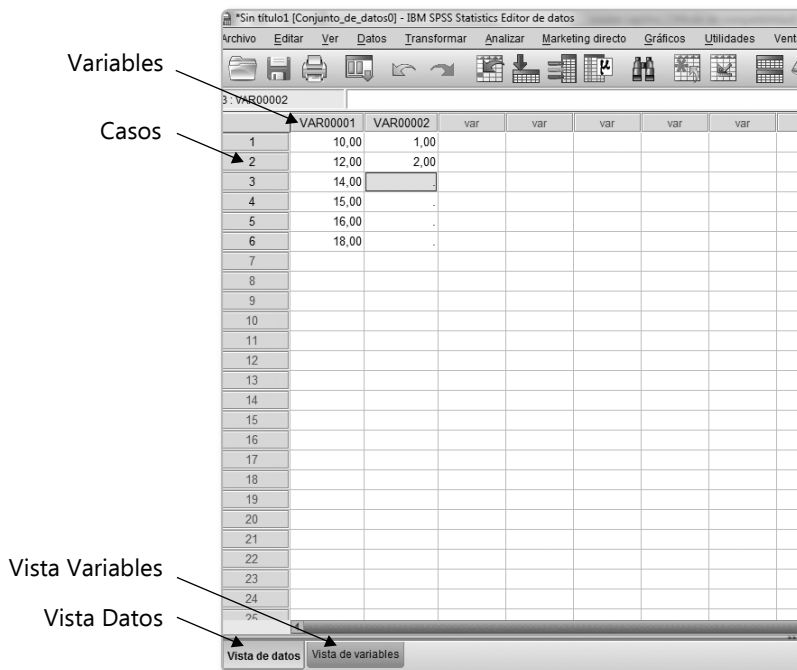 *Sin título1 [Conjunto_de_datos0] - IBM SPSS Statistics Editor de datos
Archivo Editar Ver Datos Transformar Analizar Marketing directo Gráficos Utilidades Vent
Variables
3 : VAR00002
VAR00001 VAR00002 var var var var var
Casos
1 10,00 1,00
2 12,00 2,00
3 14,00 .
4 15,00 .
5 16,00 .
6 18,00 .
7
8
9
10
11
12
13
14
15
16
17
18
19
20
21
22
Vista Variables
23
24
Vista Datos
25
Vista de datos Vista de variables